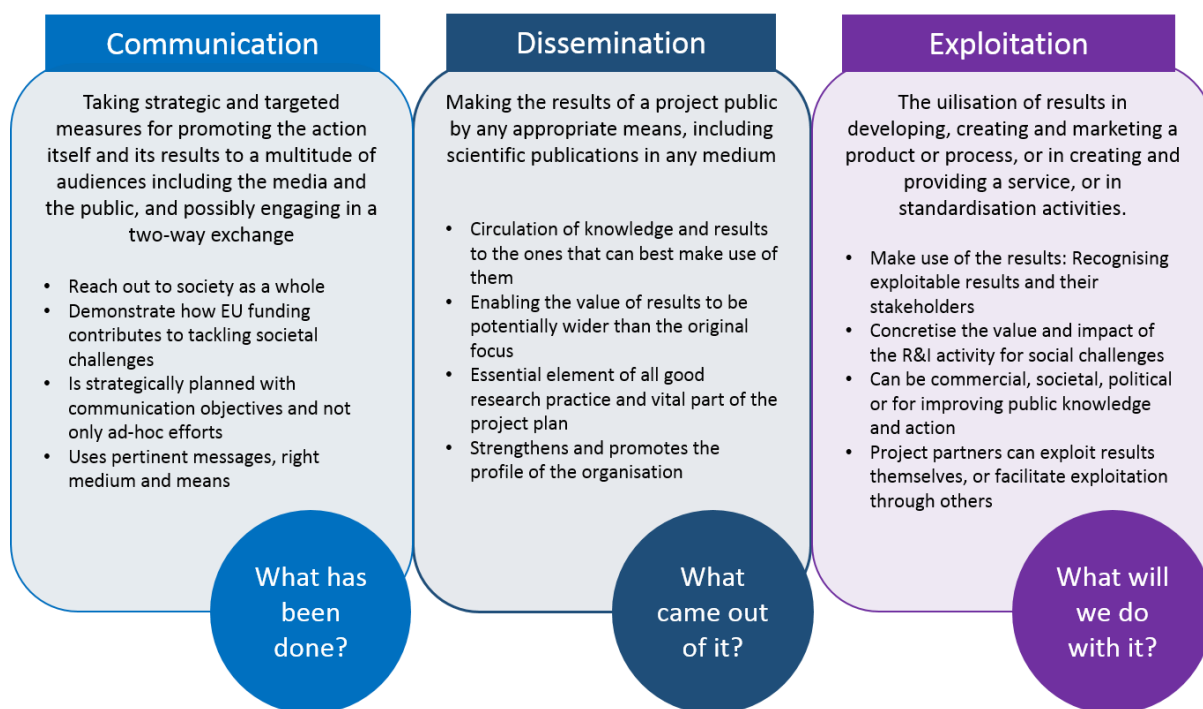 Communication
Taking strategic and targeted
measures for promoting the action
itself and its results to a multitude of
audiences including the media and
the public, and possibly engaging in a
two-way exchange
• Reach out to society as a whole
• Demonstrate how EU funding
contributes to tackling societal
challenges
• Is strategically planned with
communication objectives and not
only ad-hoc efforts
• Uses pertinent messages, right
medium and means
What has
been
done?
Dissemination
Making the results of a project public
by any appropriate means, including
scientific publications in any medium
• Circulation of knowledge and results
to the ones that can best make use of
them
• Enabling the value of results to be
potentially wider than the original
focus
• Essential element of all good
research practice and vital part of the
project plan
• Strengthens and promotes the
profile of the organisation
What
came out
of it?
Exploitation
The uilisation of results in
developing, creating and marketing a
product or process, or in creating and
providing a service, or in
standardisation activities.
• Make use of the results: Recognising
exploitable results and their
stakeholders
• Concretise the value and impact of
the R&I activity for social challenges
• Can be commercial, societal, political
or for improving public knowledge
and action
• Project partners can exploit results
themselves, or facilitate exploitation
through others
What will
we do
with it?